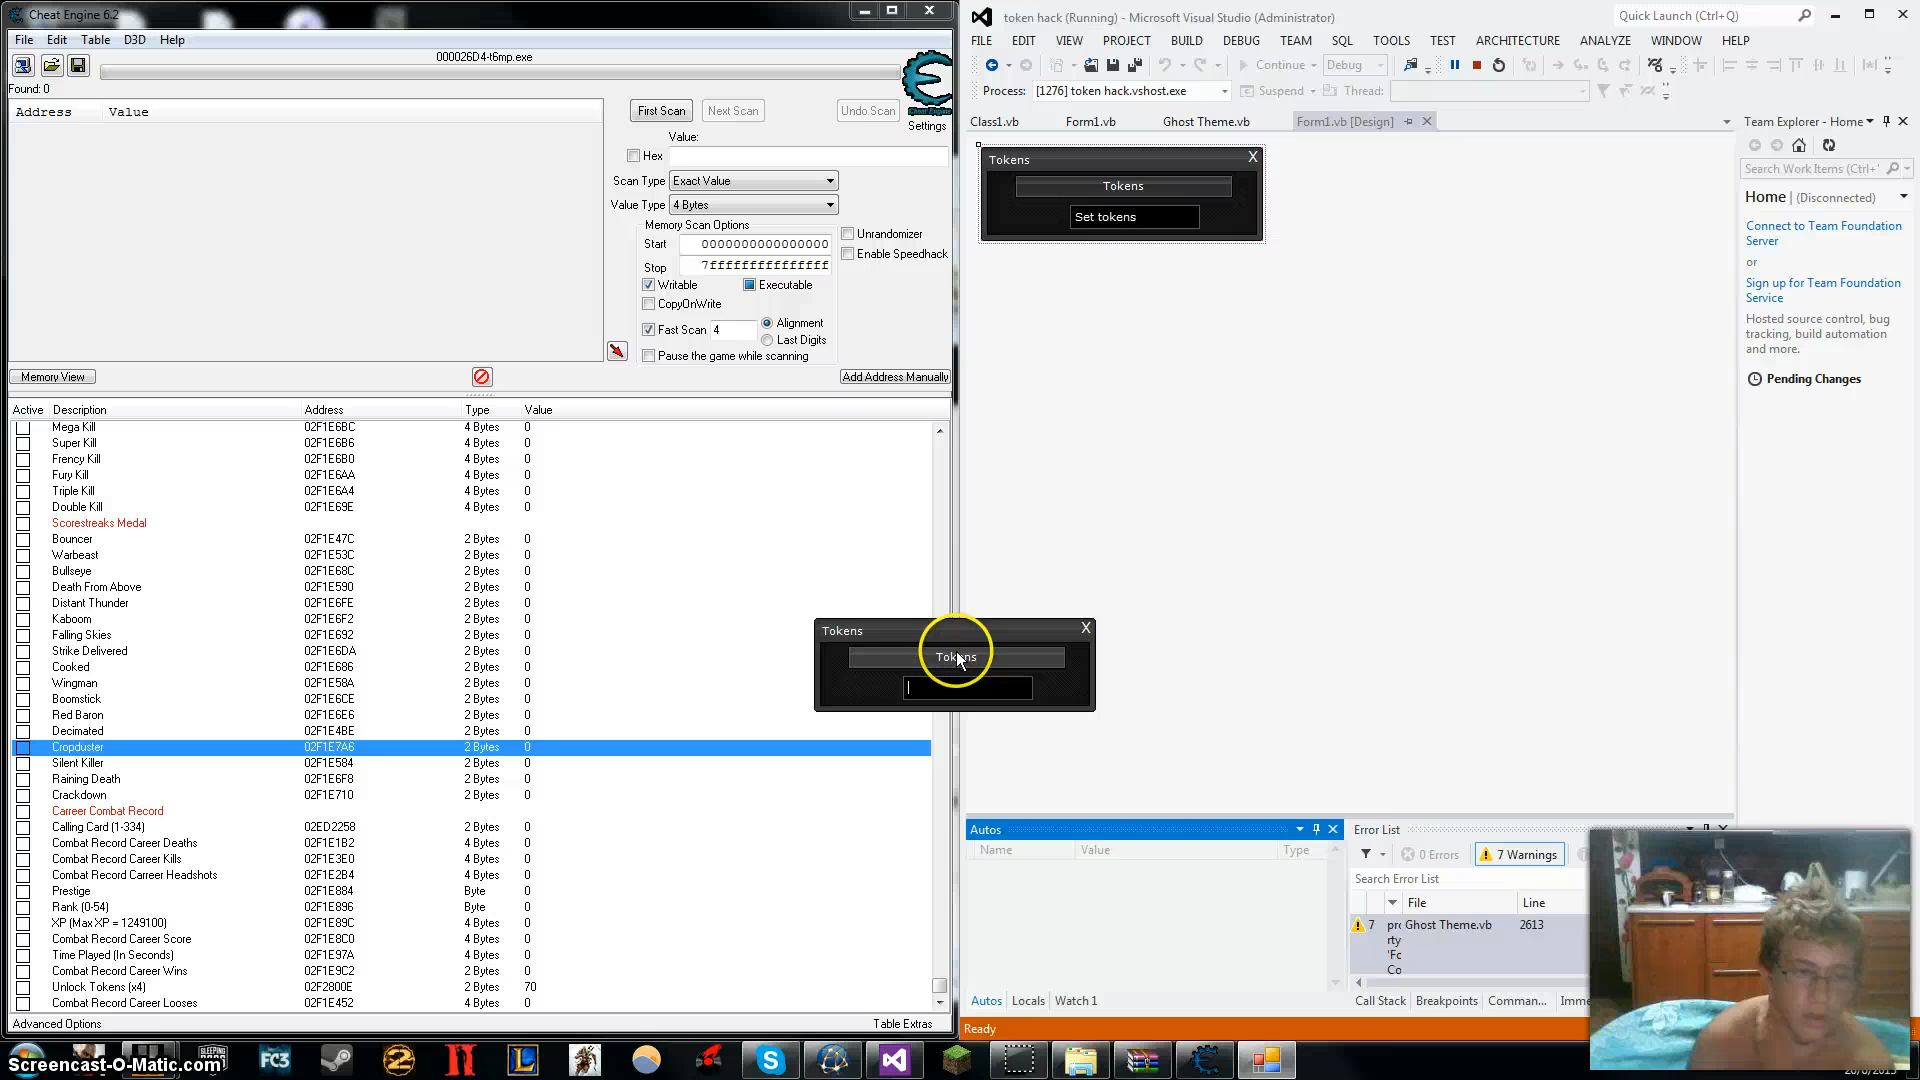 Cheat Engine 6.2
File Edit Table D3D Help
000026D4-t6mp.exe
Found: 0
Address Value
First Scan Next Scan Undo Scan
Settings
Value:
Hex
Scan Type Exact Value
Value Type 4 Bytes
Memory Scan Options
Start 0000000000000000
Stop 7fffffffffffffff
Unrandomizer
Enable Speedhack
Writable Executable
CopyOnWrite
Fast Scan 4 Alignment
Last Digits
Pause the game while scanning
Memory View Add Address Manually
Active Description Address Type Value
Mega Kill 02F1E6BC 4 Bytes 0
Super Kill 02F1E6B6 4 Bytes 0
Frency Kill 02F1E6B0 4 Bytes 0
Fury Kill 02F1E6AA 4 Bytes 0
Triple Kill 02F1E6A4 4 Bytes 0
Double Kill 02F1E69E 4 Bytes 0
Scorestreaks Medal
Bouncer 02F1E47C 2 Bytes 0
Warbeast 02F1E53C 2 Bytes 0
Bullseye 02F1E68C 2 Bytes 0
Death From Above 02F1E590 2 Bytes 0
Distant Thunder 02F1E6FE 2 Bytes 0
Kaboom 02F1E6F2 2 Bytes 0
Falling Skies 02F1E692 2 Bytes 0
Strike Delivered 02F1E6DA 2 Bytes 0
Cooked 02F1E686 2 Bytes 0
Wingman 02F1E58A 2 Bytes 0
Boomstick 02F1E6CE 2 Bytes 0
Red Baron 02F1E6E6 2 Bytes 0
Decimated 02F1E4BE 2 Bytes 0
Cropduster 02F1E7A6 2 Bytes 0
Silent Killer 02F1E584 2 Bytes 0
Raining Death 02F1E6F8 2 Bytes 0
Crackdown 02F1E710 2 Bytes 0
Carreer Combat Record
Calling Card (1-334) 02ED2258 2 Bytes 0
Combat Record Career Deaths 02F1E1B2 4 Bytes 0
Combat Record Career Kills 02F1E3E0 4 Bytes 0
Combat Record Carreer Headshots 02F1E2B4 4 Bytes 0
Prestige 02F1E884 Byte 0
Rank (0-54) 02F1E896 Byte 0
XP (Max XP = 1249100) 02F1E89C 4 Bytes 0
Combat Record Career Score 02F1E8C0 4 Bytes 0
Time Played (In Seconds) 02F1E97A 4 Bytes 0
Combat Record Career Wins 02F1E9C2 2 Bytes 0
Unlock Tokens (x4) 02F2800E 2 Bytes 70
Combat Record Career Looses 02F1E452 4 Bytes 0
Advanced Options Table Extras
token hack (Running) - Microsoft Visual Studio (Administrator)
Quick Launch (Ctrl+Q)
FILE EDIT VIEW PROJECT BUILD DEBUG TEAM SQL TOOLS TEST ARCHITECTURE ANALYZE WINDOW HELP
Continue Debug
Process: [1276] token hack.vshost.exe Suspend Thread:
Class1.vb Form1.vb Ghost Theme.vb Form1.vb [Design]
Tokens X
Tokens
Set tokens
Tokens X
Tokens
Team Explorer - Home
Search Work Items (Ctrl+'
Home | (Disconnected)
Connect to Team Foundation
Server
or
Sign up for Team Foundation
Service
Hosted source control, bug
tracking, build automation
and more.
Pending Changes
Autos
Name Value Type
Autos Locals Watch 1
Error List
0 Errors 7 Warnings
Search Error List
File Line
7 Ghost Theme.vb 2613
rty
'Fc
Co
Call Stack Breakpoints Comman... Imme
Ready
SLEEPING DOGS
FC3
Screencast-O-Matic.com